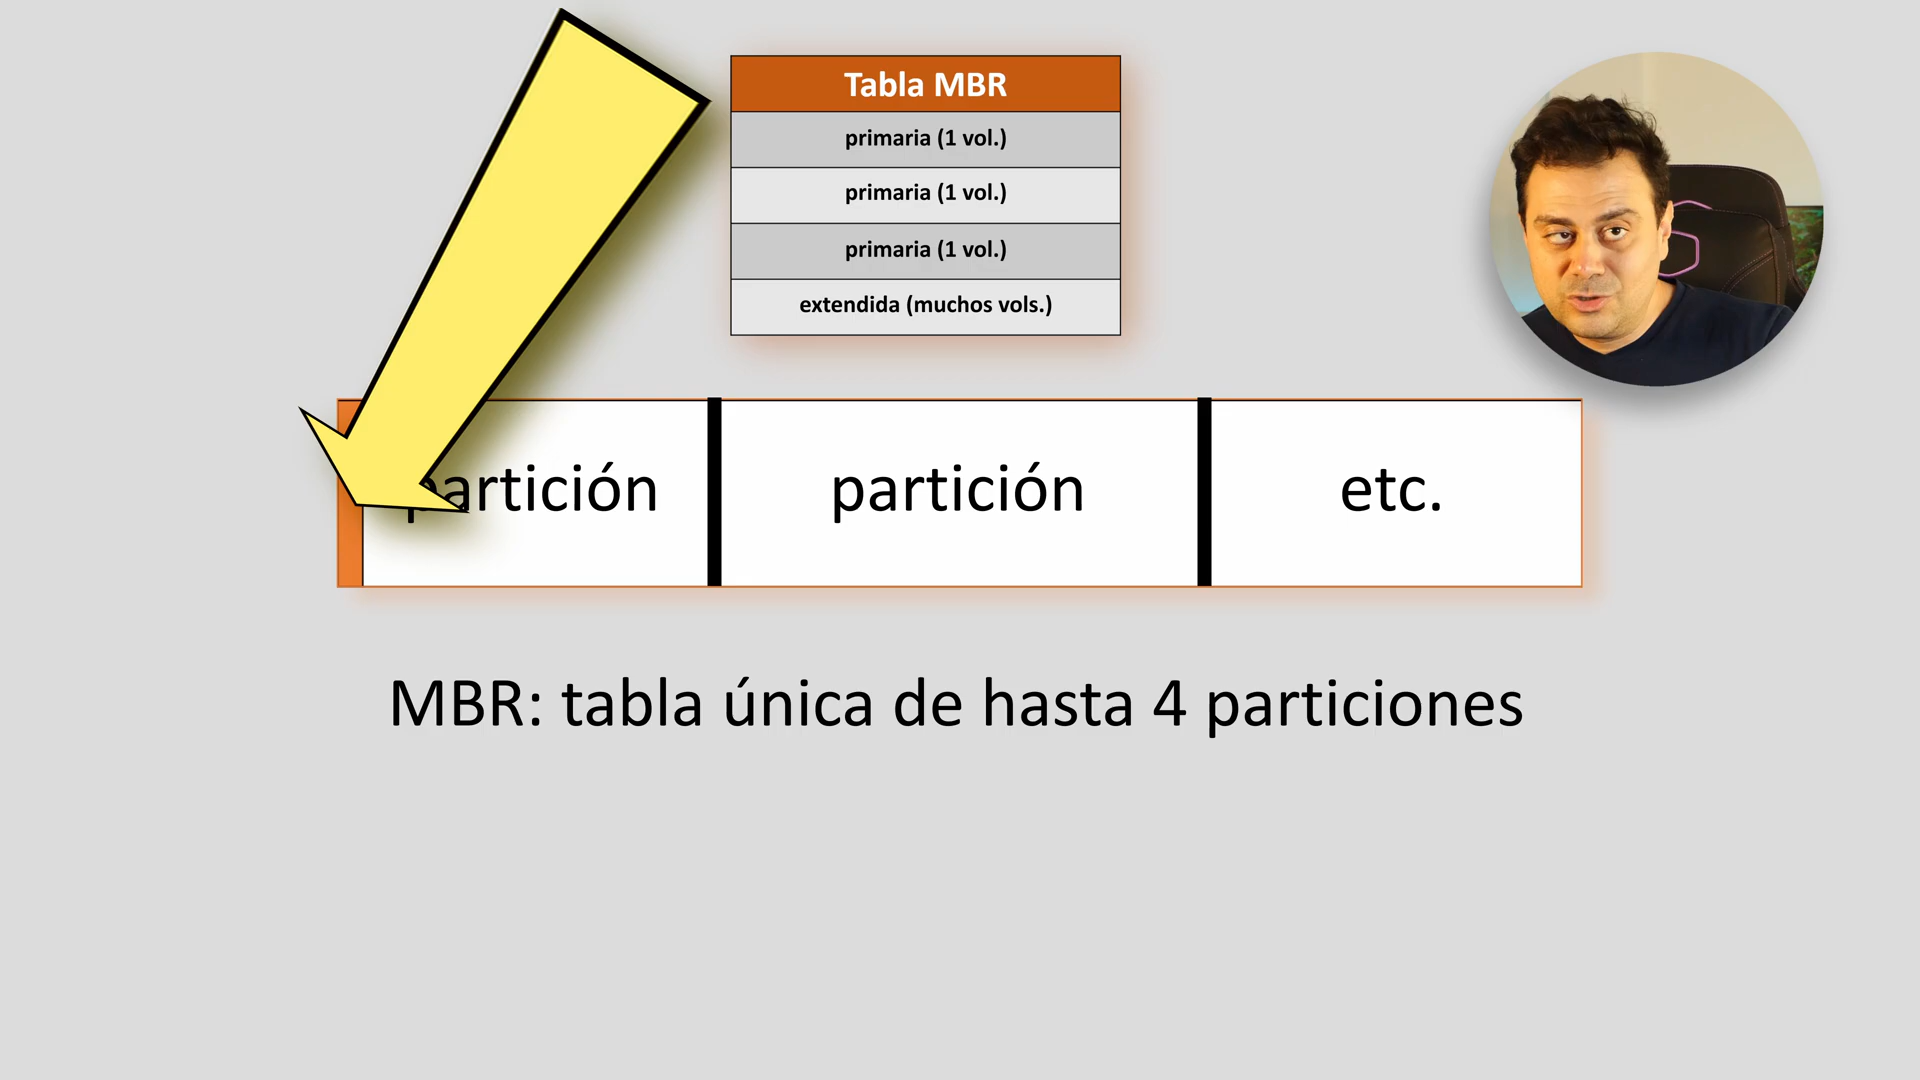 Tabla MBR
primaria (1 vol.)
primaria (1 vol.)
primaria (1 vol.)
extendida (muchos vols.)
partición
partición
etc.
MBR: tabla única de hasta 4 particiones